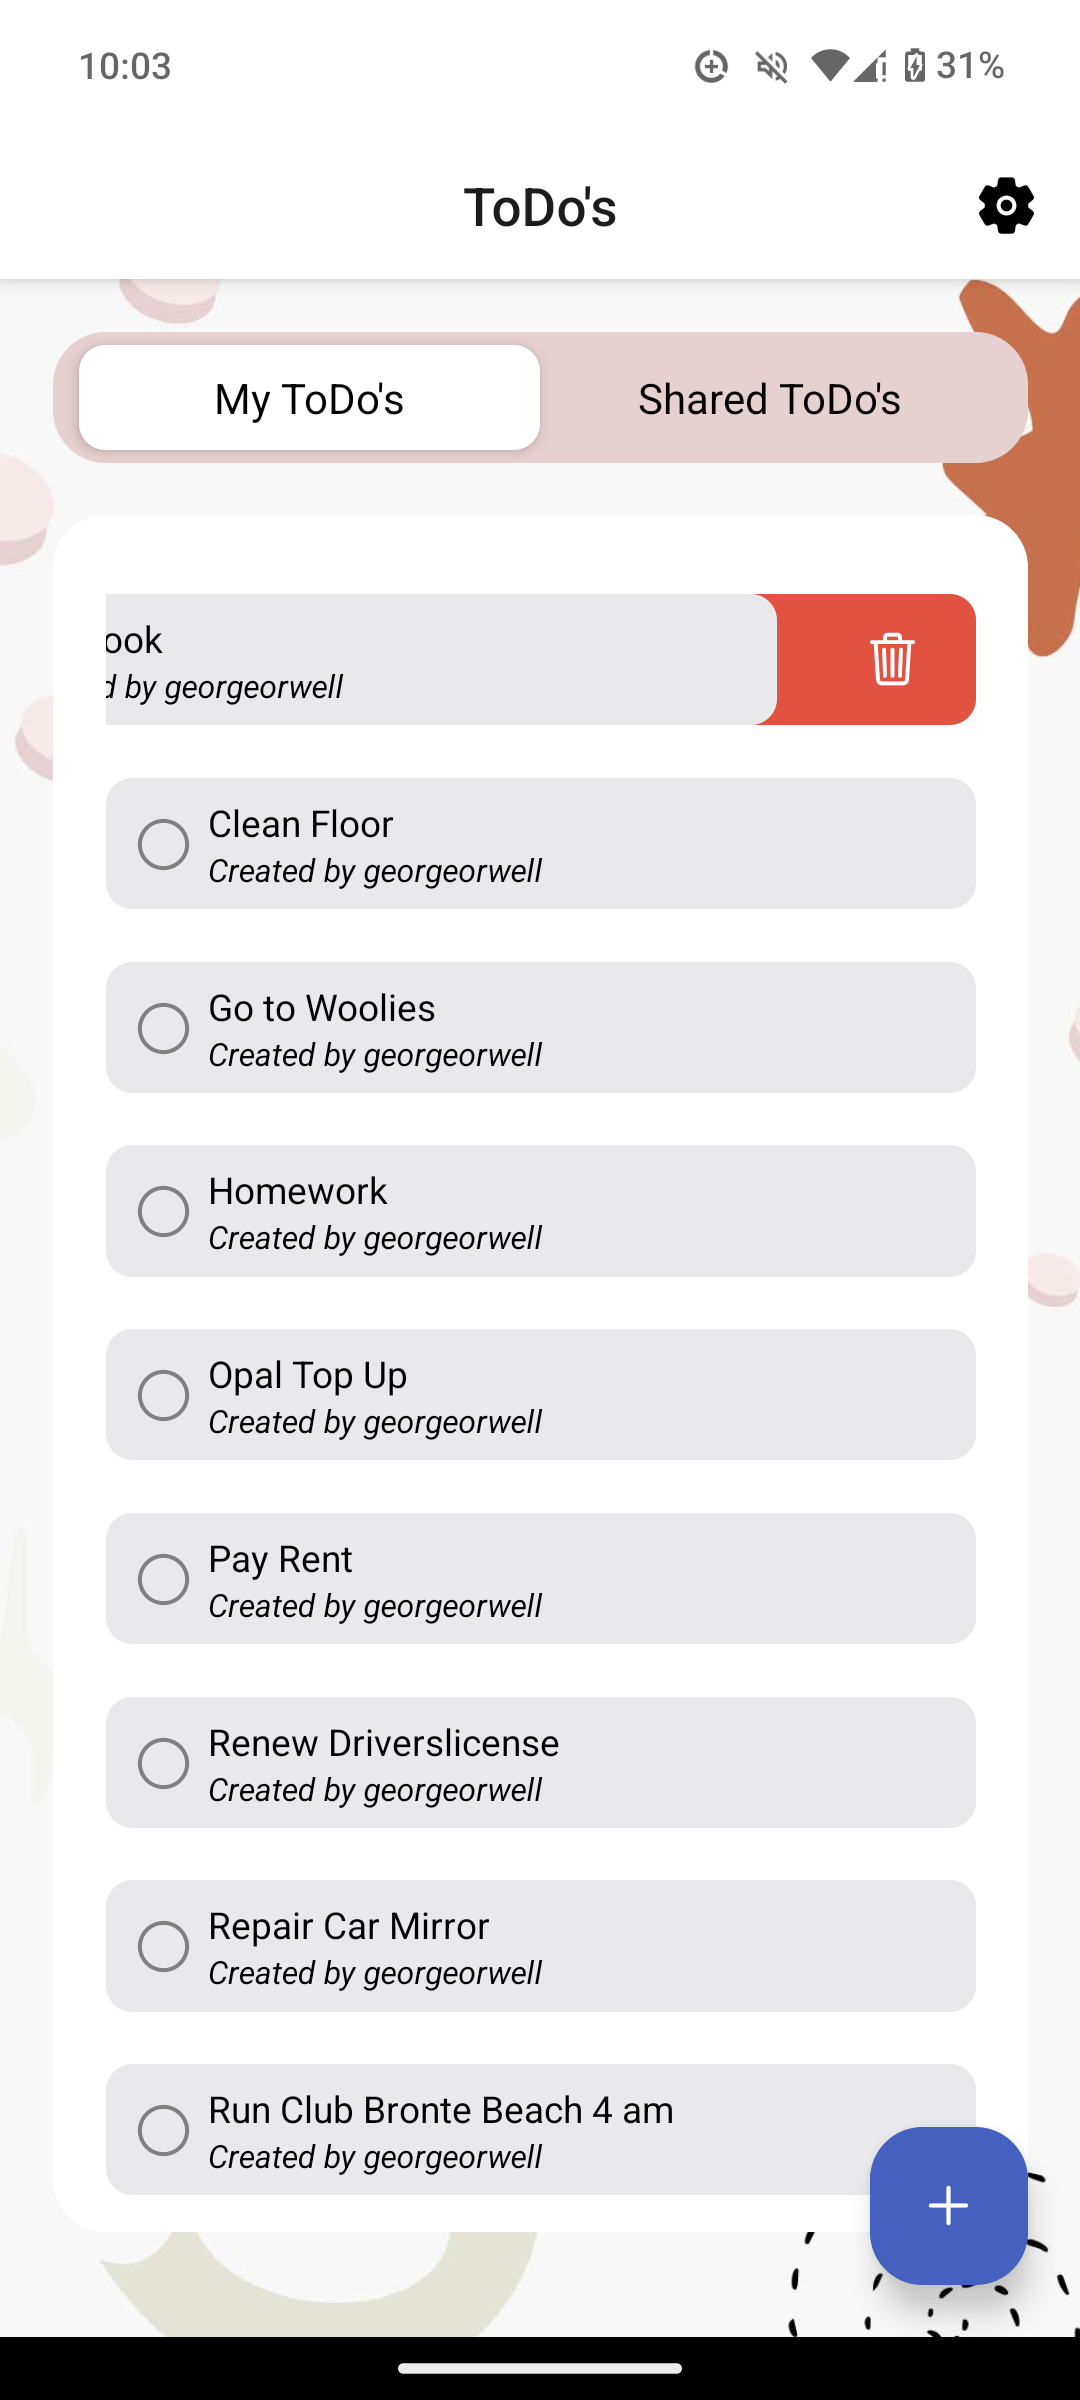 10:03
31%
ToDo's
My ToDo's
Shared ToDo's
ook
d by georgeorwell
Clean Floor
Created by georgeorwell
Go to Woolies
Created by georgeorwell
Homework
Created by georgeorwell
Opal Top Up
Created by georgeorwell
Pay Rent
Created by georgeorwell
Renew Driverslicense
Created by georgeorwell
Repair Car Mirror
Created by georgeorwell
Run Club Bronte Beach 4 am
Created by georgeorwell